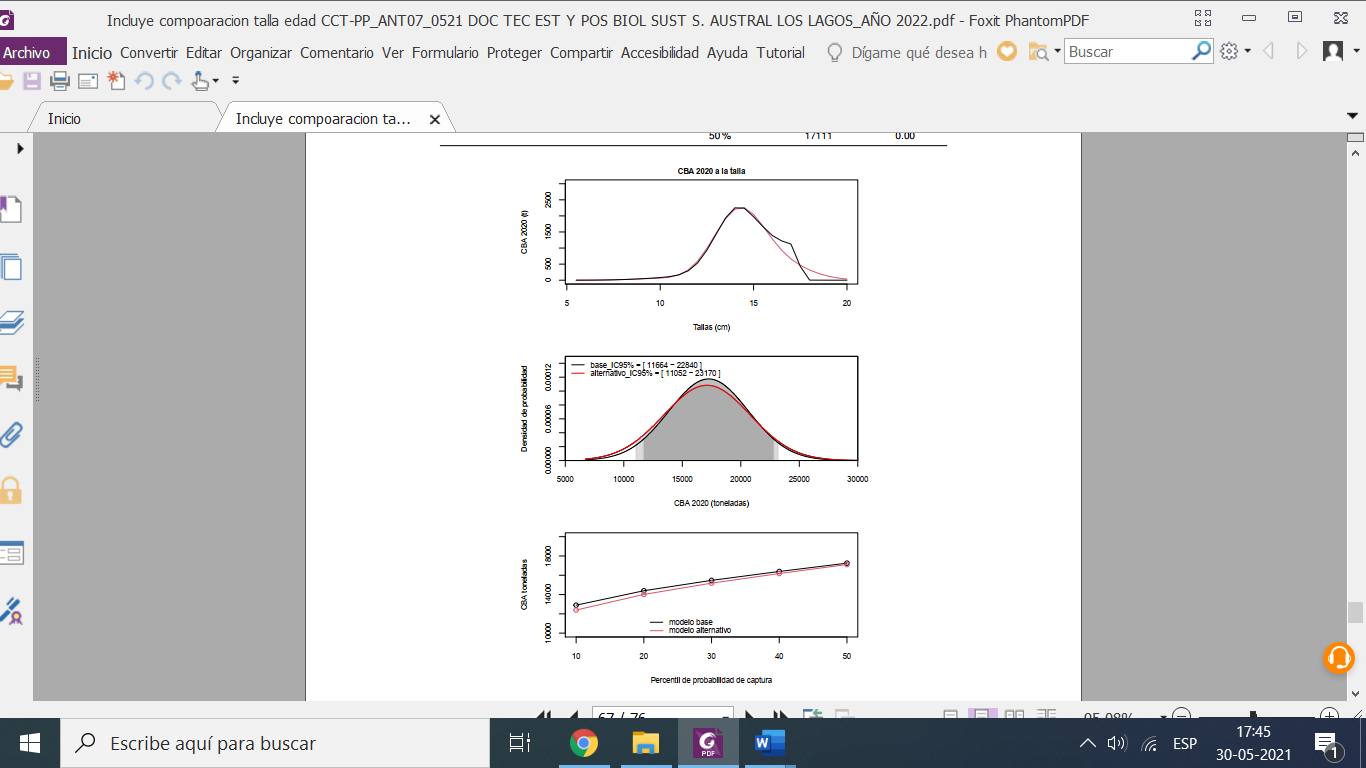 Incluye compoaracion talla edad CCT-PP_ANT07_0521 DOC TEC EST Y POS BIOL SUST S. AUSTRAL LOS LAGOS_AÑO 2022.pdf - Foxit PhantomPDF
Archivo Inicio Convertir Editar Organizar Comentario Ver Formulario Proteger Compartir Accesibilidad Ayuda Tutorial Dígame qué desea h Buscar
Inicio Incluye compoaracion ta...
50% 17111 0.00
CBA 2020 a la talla
CBA 2020 (t)
2500
1500
500
0
5 10 15 20
Tallas (cm)
base_IC95% = [ 11664 − 22840 ]
alternativo_IC95% = [ 11052 − 23170 ]
Densidad de probabilidad
0.00012
0.00006
0.00000
5000 10000 15000 20000 25000 30000
CBA 2020 (toneladas)
CBA toneladas
18000
14000
10000
modelo base
modelo alternativo
10 20 30 40 50
Percentil de probabilidad de captura
67 / 76
95.08%
Escribe aquí para buscar
PDF
W
ESP
17:45
30-05-2021
1